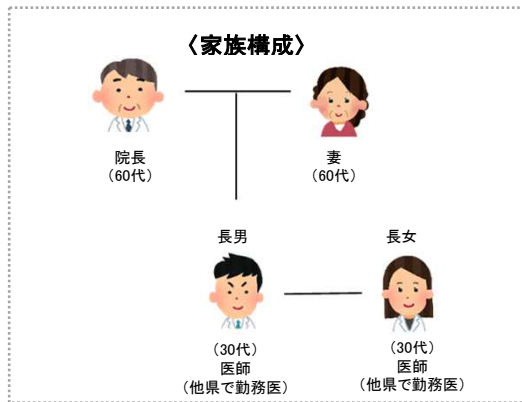 〈家族構成〉
院長
(60代)
妻
(60代)
長男
長女
(30代)
医師
(他県で勤務医)
(30代)
医師
(他県で勤務医)